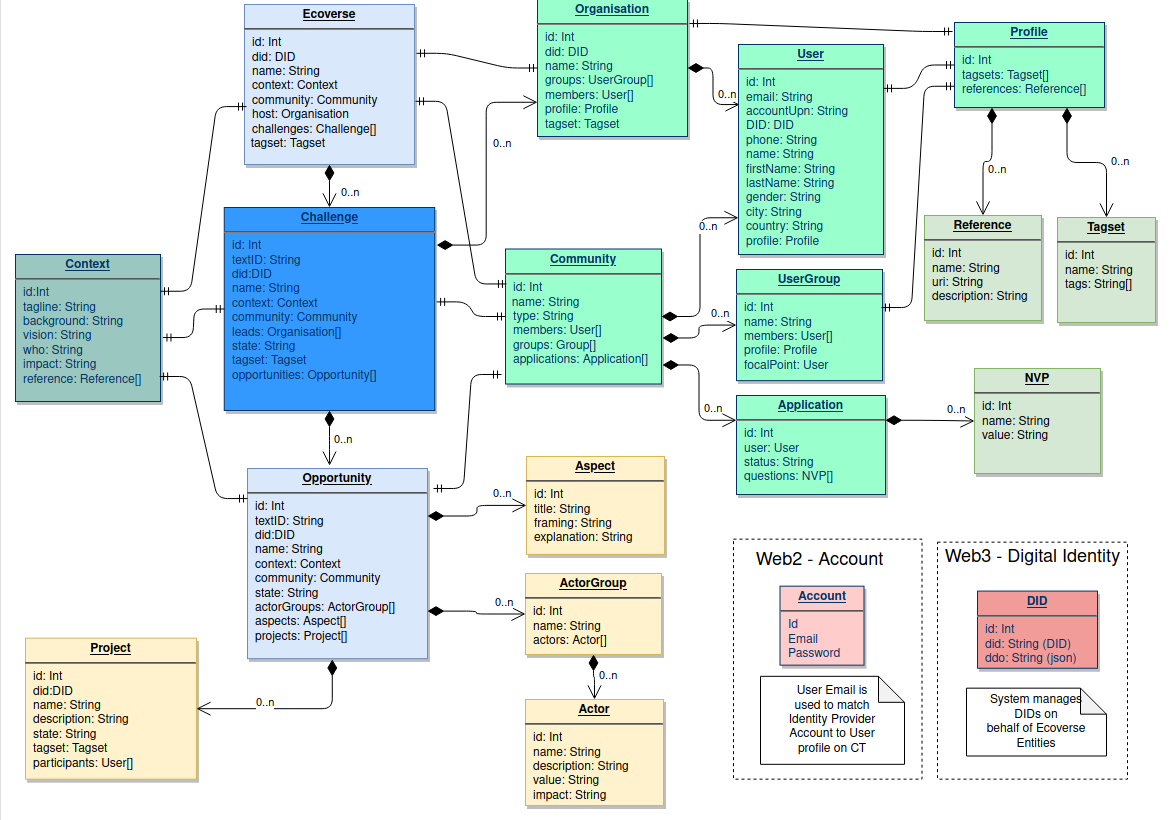 Ecoverse
id: Int
did: DID
name: String
context: Context
community: Community
host: Organisation
challenges: Challenge[]
tagset: Tagset
Organisation
id: Int
did: DID
name: String
groups: UserGroup[]
members: User[]
profile: Profile
tagset: Tagset
User
id: Int
email: String
accountUpn: String
DID: DID
phone: String
name: String
firstName: String
lastName: String
gender: String
city: String
country: String
profile: Profile
Profile
id: Int
tagsets: Tagset[]
references: Reference[]
0..n
0..n
0..n
0..n
0..n
Challenge
id: Int
textID: String
did:DID
name: String
context: Context
community: Community
leads: Organisation[]
state: String
tagset: Tagset
opportunities: Opportunity[]
Reference
id: Int
name: String
uri: String
description: String
Tagset
id: Int
name: String
tags: String[]
Context
id:Int
tagline: String
background: String
vision: String
who: String
impact: String
reference: Reference[]
Community
id: Int
name: String
type: String
members: User[]
groups: Group[]
applications: Application[]
0..n
0..n
0..n
UserGroup
id: Int
name: String
members: User[]
profile: Profile
focalPoint: User
Application
id: Int
user: User
status: String
questions: NVP[]
0..n
NVP
id: Int
name: String
value: String
0..n
Opportunity
id: Int
textID: String
did:DID
name: String
context: Context
community: Community
state: String
actorGroups: ActorGroup[]
aspects: Aspect[]
projects: Project[]
0..n
Aspect
id: Int
title: String
framing: String
explanation: String
0..n
ActorGroup
id: Int
name: String
actors: Actor[]
0..n
Actor
id: Int
name: String
description: String
value: String
impact: String
Project
id: Int
did:DID
name: String
description: String
state: String
tagset: Tagset
participants: User[]
0..n
Web2 - Account
Account
Id
Email
Password
User Email is
used to match
Identity Provider
Account to User
profile on CT
Web3 - Digital Identity
DID
id: Int
did: String (DID)
ddo: String (json)
System manages
DIDs on
behalf of Ecoverse
Entities